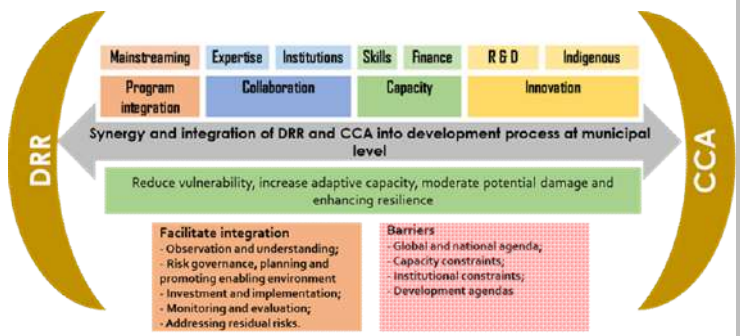 DRR
Mainstreaming
Expertise
Institutions
Skills
Finance
R & D
Indigenous
Program
integration
Collaboration
Capacity
Innovation
Synergy and integration of DRR and CCA into development process at municipal
level
Reduce vulnerability, increase adaptive capacity, moderate potential damage and
enhancing resilience
Facilitate integration
- Observation and understanding;
- Risk governance, planning and
promoting enabling environment
- Investment and implementation;
- Monitoring and evaluation;
- Addressing residual risks.
Barriers
- Global and national agenda;
- Capacity constraints;
- Institutional constraints;
- Development agendas
CCA